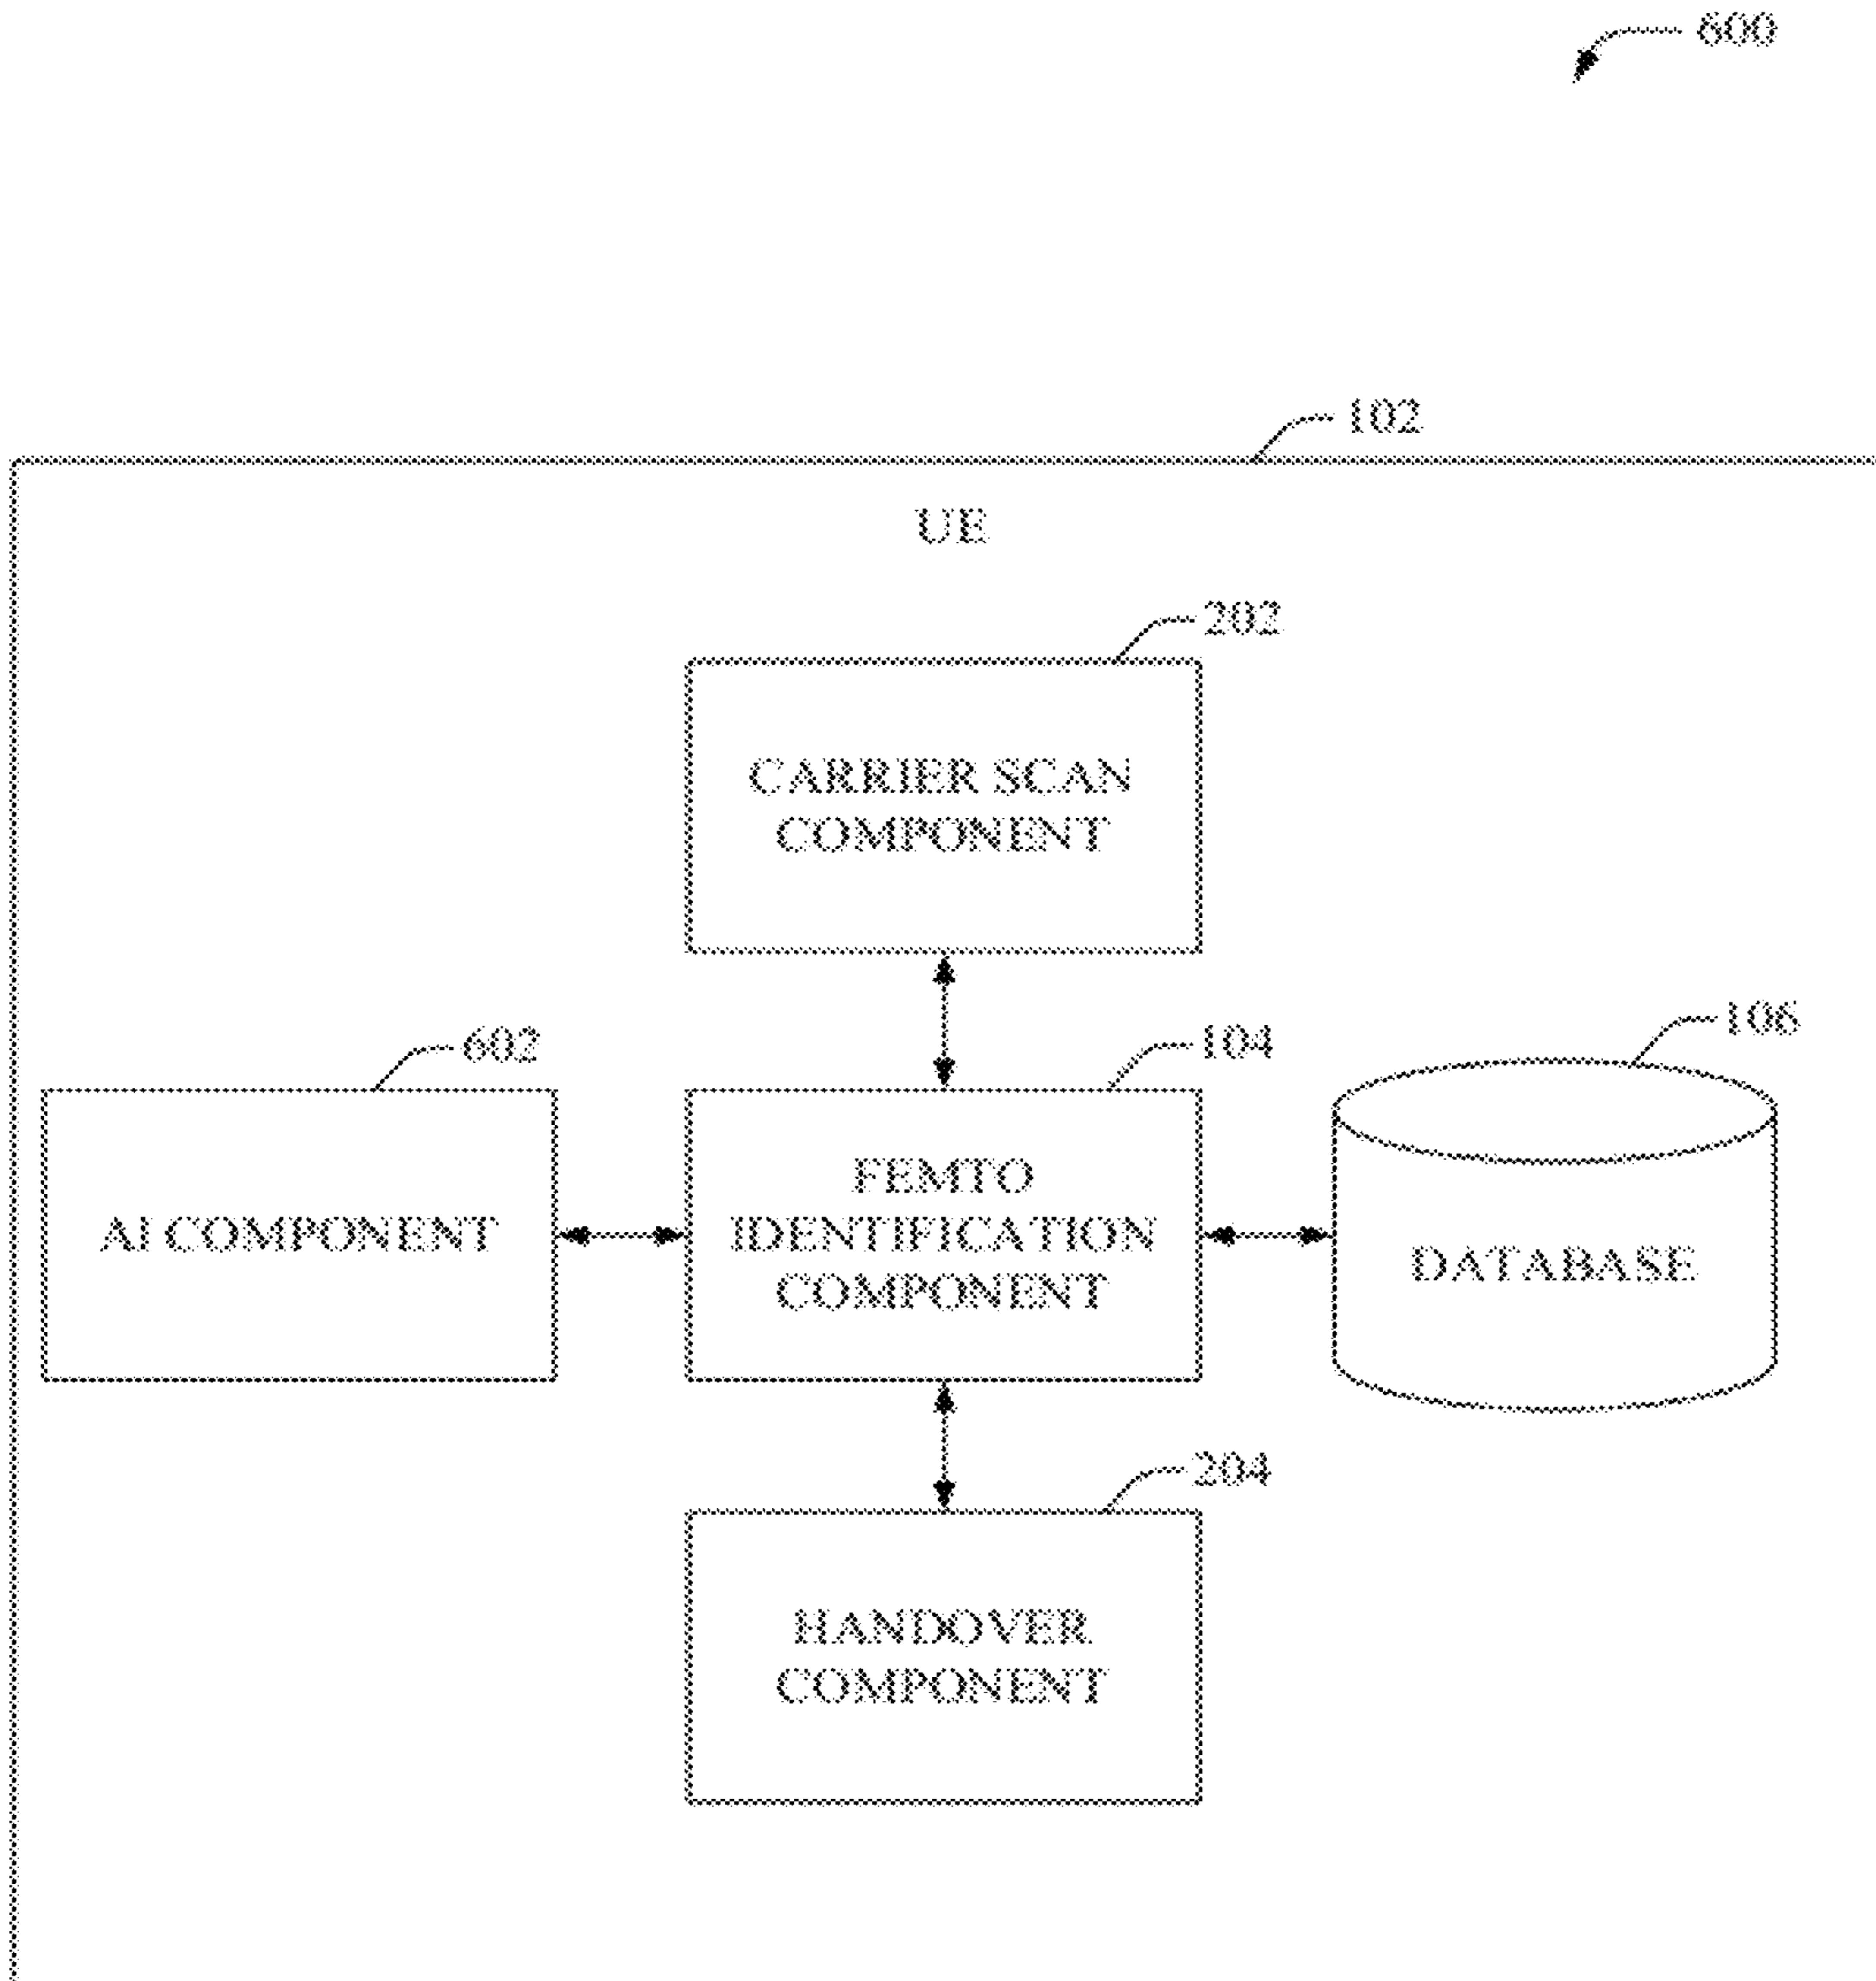 600
102
UE
202
CARRIER SCAN
COMPONENT
602
104
106
AI COMPONENT
FEMTO
IDENTIFICATION
COMPONENT
DATABASE
204
HANDOVER
COMPONENT